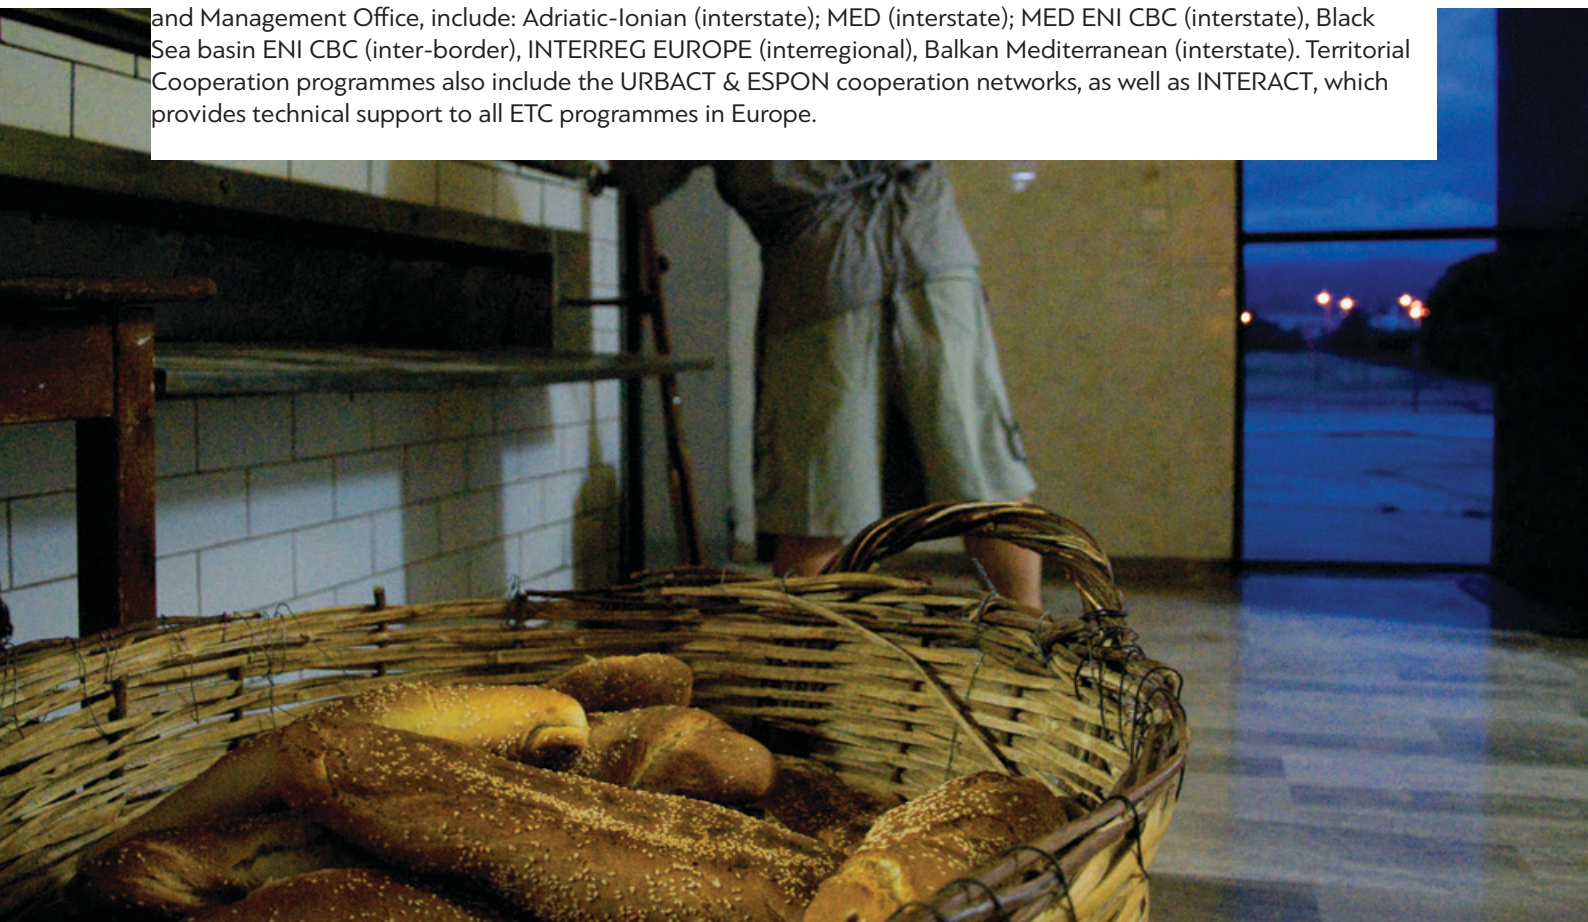 and Management Office, include: Adriatic-Ionian (interstate); MED (interstate); MED ENI CBC (interstate), Black
Sea basin ENI CBC (inter-border), INTERREG EUROPE (interregional), Balkan Mediterranean (interstate). Territorial
Cooperation programmes also include the URBACT & ESPON cooperation networks, as well as INTERACT, which
provides technical support to all ETC programmes in Europe.